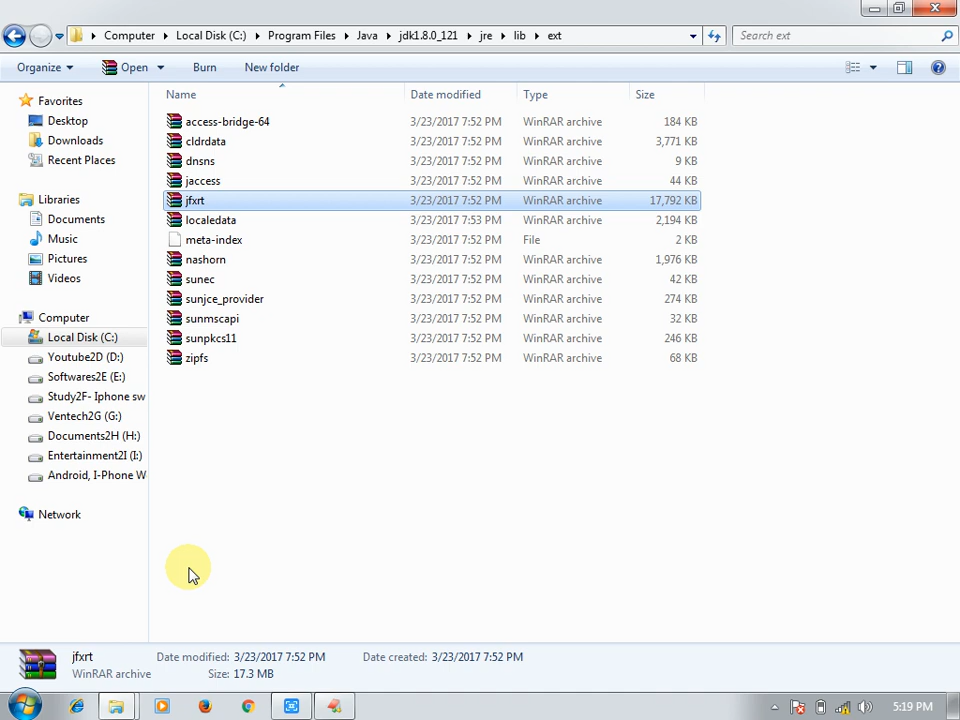 Computer Local Disk (C:) Program Files Java jdk1.8.0_121 jre lib ext
Search ext
Organize Open Burn New folder
Name Date modified Type Size
access-bridge-64 3/23/2017 7:52 PM WinRAR archive 184 KB
cldrdata 3/23/2017 7:52 PM WinRAR archive 3,771 KB
dnsns 3/23/2017 7:52 PM WinRAR archive 9 KB
jaccess 3/23/2017 7:52 PM WinRAR archive 44 KB
jfxrt 3/23/2017 7:52 PM WinRAR archive 17,792 KB
localedata 3/23/2017 7:53 PM WinRAR archive 2,194 KB
meta-index 3/23/2017 7:52 PM File 2 KB
nashorn 3/23/2017 7:52 PM WinRAR archive 1,976 KB
sunec 3/23/2017 7:52 PM WinRAR archive 42 KB
sunjce_provider 3/23/2017 7:52 PM WinRAR archive 274 KB
sunmscapi 3/23/2017 7:52 PM WinRAR archive 32 KB
sunpkcs11 3/23/2017 7:52 PM WinRAR archive 246 KB
zipfs 3/23/2017 7:52 PM WinRAR archive 68 KB
Favorites
Desktop
Downloads
Recent Places
Libraries
Documents
Music
Pictures
Videos
Computer
Local Disk (C:)
Youtube2D (D:)
Softwares2E (E:)
Study2F- Iphone sw
Ventech2G (G:)
Documents2H (H:)
Entertainment2I (I:)
Android, I-Phone W
Network
jfxrt Date modified: 3/23/2017 7:52 PM Date created: 3/23/2017 7:52 PM
WinRAR archive Size: 17.3 MB
5:19 PM